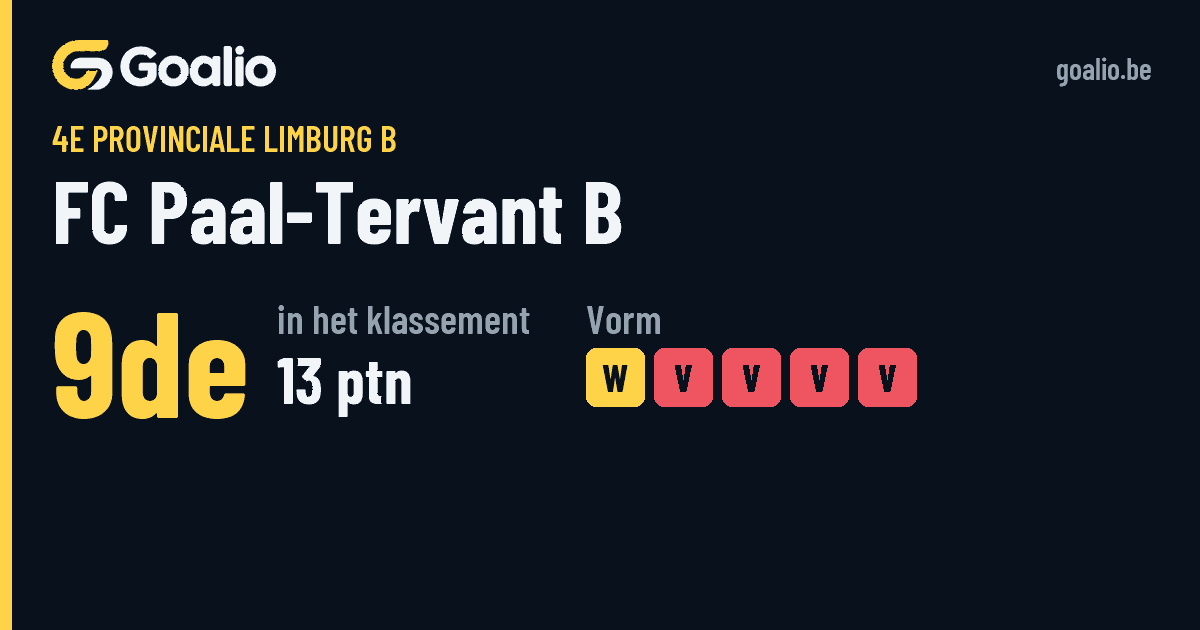 Goalio
goalio.be
4E PROVINCIALE LIMBURG B
FC Paal-Tervant B
9de
in het klassement
13 ptn
Vorm
W V V V V